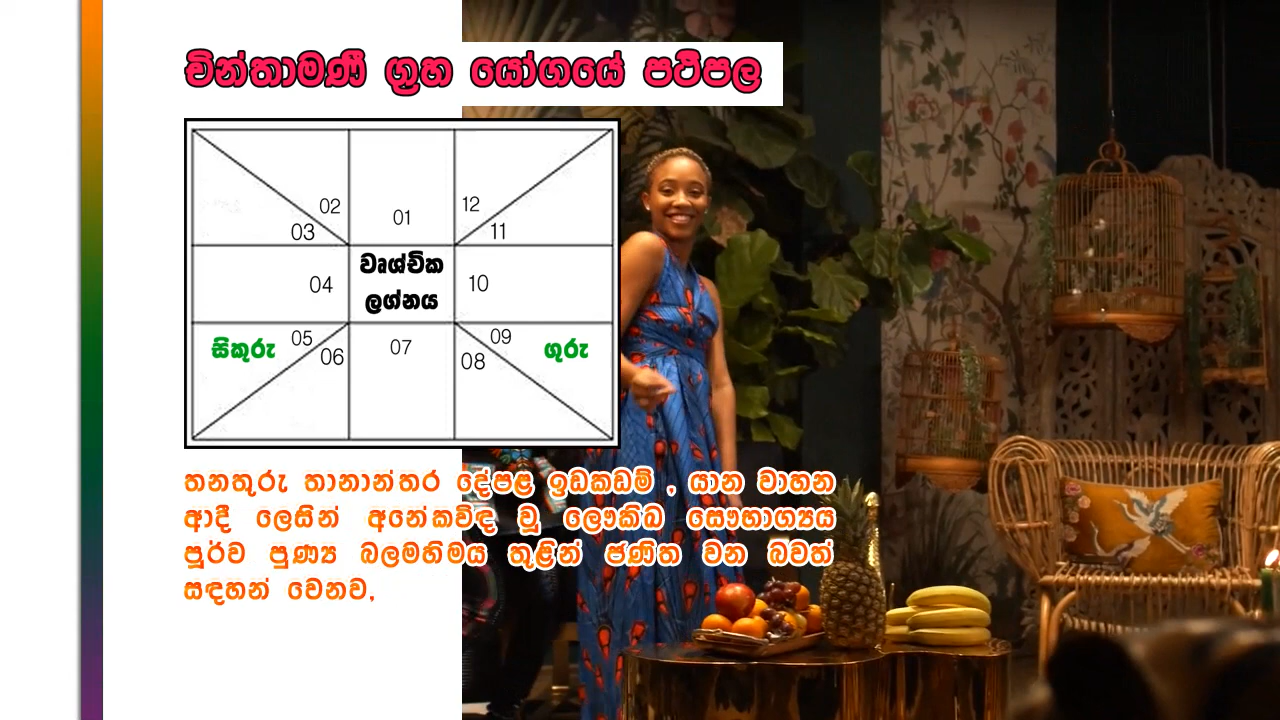 චින්තාමණී ග්‍රහ යෝගයේ පඵිපල
02
01
12
03
11
වෘශ්චික
ලග්නය
04
10
05
09
සිකුරු
ගුරු
06
07
08
තනතුරු තානාන්තර දේපළ ඉඩකඩම් , යාන වාහන
ආදී ලෙසින් අනේකවිඳ වූ ලෞකිඛ සෞභාග්‍යය
පූර්ව පුණ්‍ය බලමහිමය තුළින් ජණිත වන බවත්
සඳහන් වෙනව,